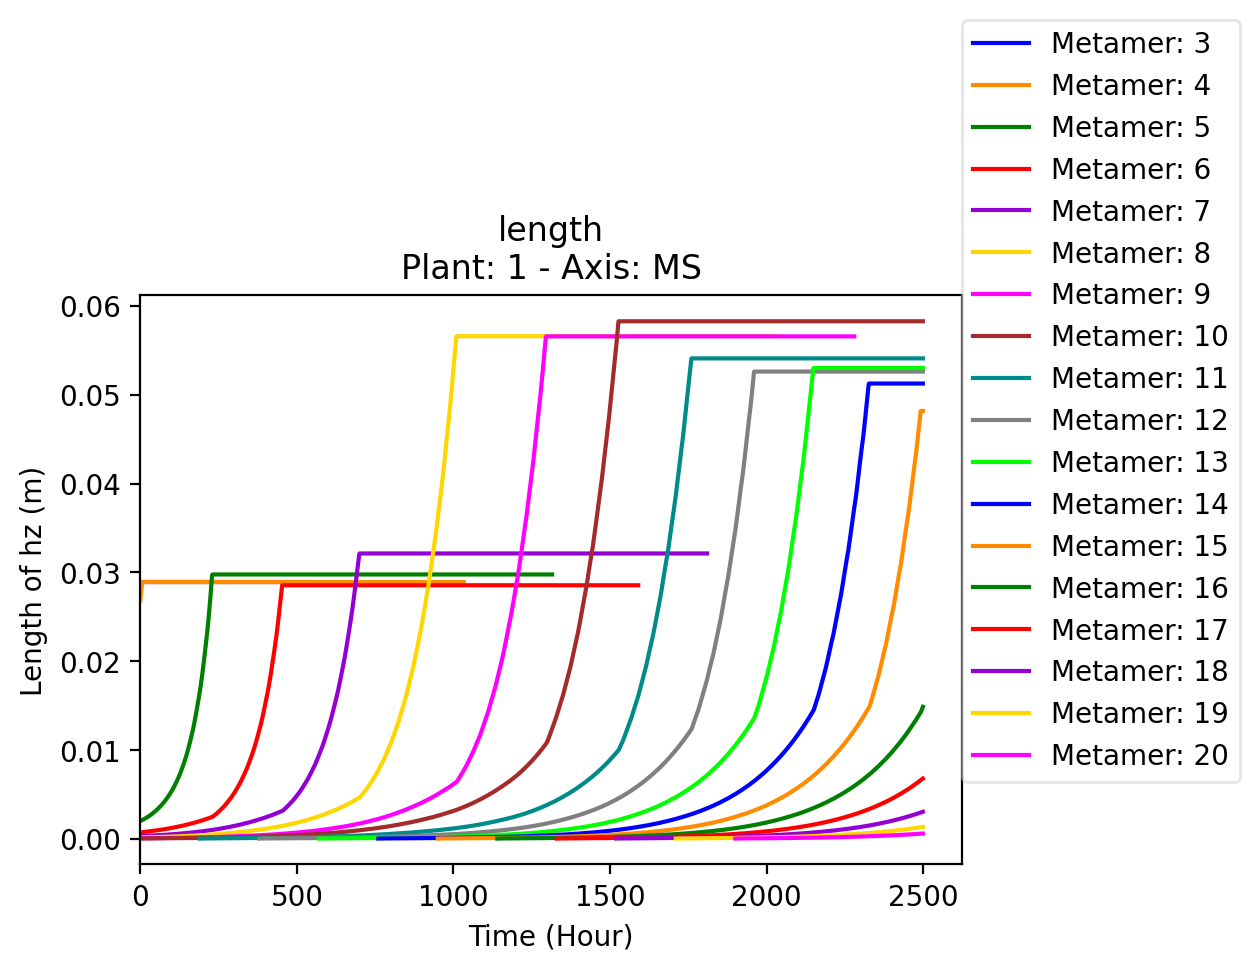 length
Plant: 1 - Axis: MS
Length of hz (m)
0.06
0.05
0.04
0.03
0.02
0.01
0.00
0
500
1000
1500
2000
2500
Time (Hour)
Metamer: 3
Metamer: 4
Metamer: 5
Metamer: 6
Metamer: 7
Metamer: 8
Metamer: 9
Metamer: 10
Metamer: 11
Metamer: 12
Metamer: 13
Metamer: 14
Metamer: 15
Metamer: 16
Metamer: 17
Metamer: 18
Metamer: 19
Metamer: 20